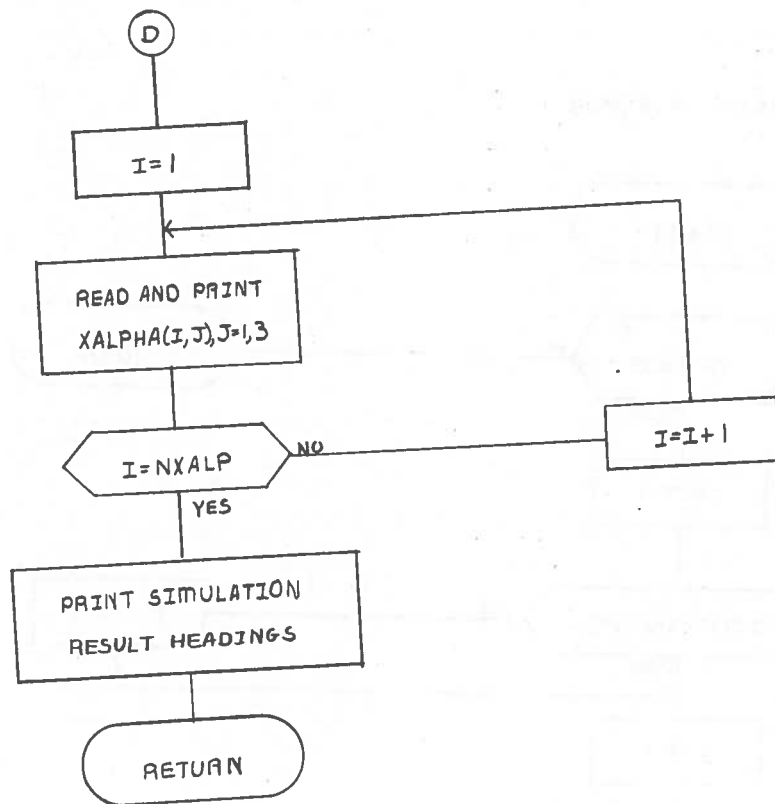 D
I=1
READ AND PRINT
XALPHA(I,J),J=1,3
I=NXALP
NO
I=I+1
YES
PRINT SIMULATION
RESULT HEADINGS
RETURN